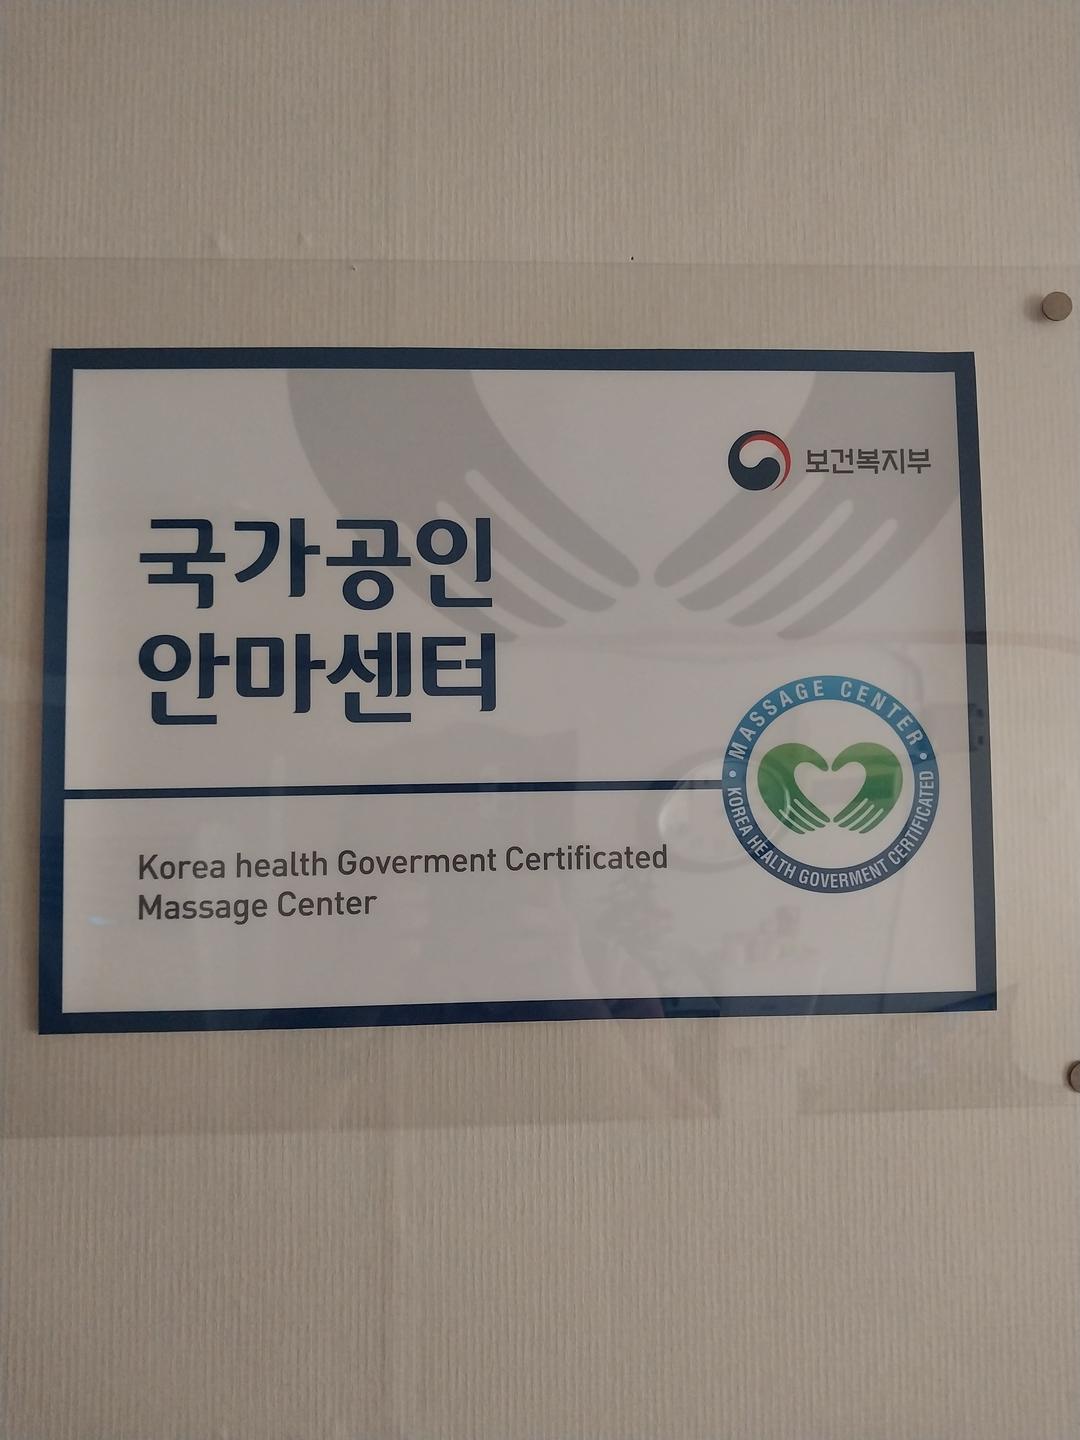 보건복지부
국가공인
안마센터
MASSAGE CENTER
KOREA HEALTH GOVERMENT CERTIFICATED
Korea health Goverment Certificated
Massage Center